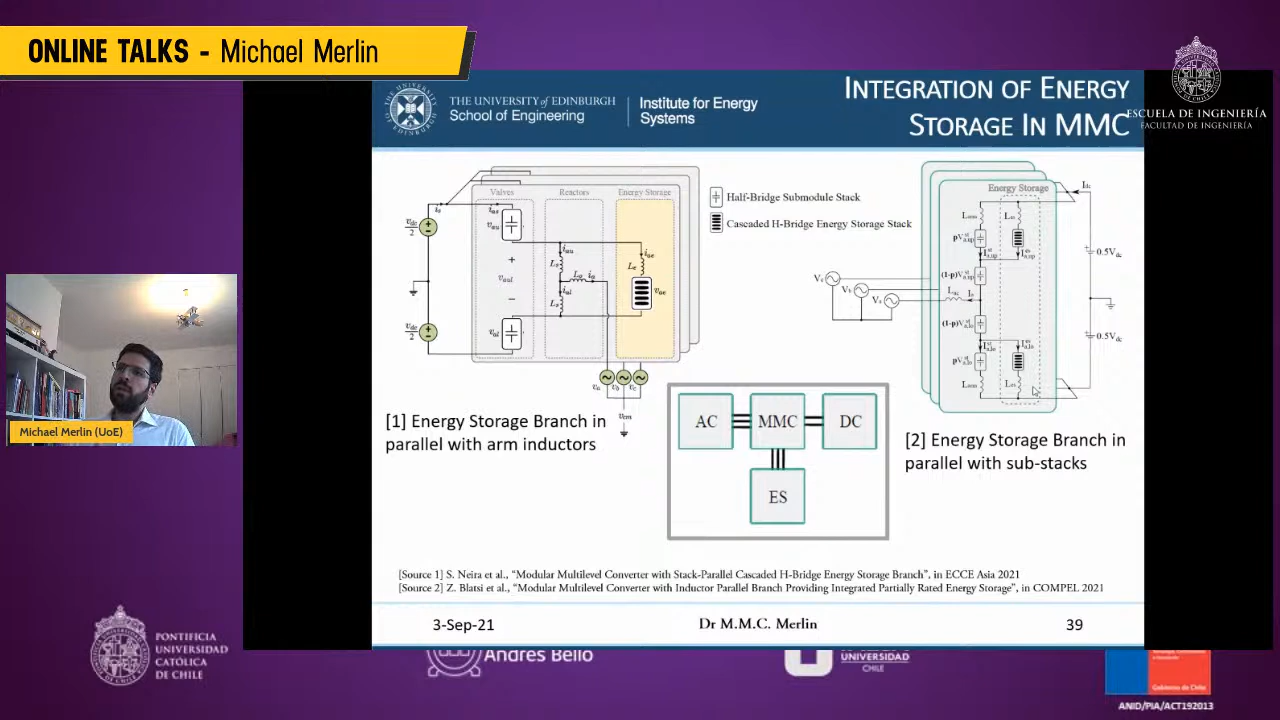 ONLINE TALKS - Michael Merlin
THE UNIVERSITY of EDINBURGH
School of Engineering
Institute for Energy
Systems
INTEGRATION OF ENERGY
STORAGE IN MMC
ESCUELA DE INGENIERÍA
FACULTAD DE INGENIERÍA
Valves
Reactors
Energy Storage
Half-Bridge Submodule Stack
Cascaded H-Bridge Energy Storage Stack
Energy Storage
0.5Vdc
0.5Vdc
Michael Merlin (UoE)
[1] Energy Storage Branch in
parallel with arm inductors
AC
MMC
DC
ES
[2] Energy Storage Branch in
parallel with sub-stacks
[Source 1] S. Neira et al., “Modular Multilevel Converter with Stack-Parallel Cascaded H-Bridge Energy Storage Branch”, in ECCE Asia 2021
[Source 2] Z. Blatsi et al., “Modular Multilevel Converter with Inductor Parallel Branch Providing Integrated Partially Rated Energy Storage”, in COMPEL 2021
3-Sep-21
Dr M.M.C. Merlin
39
PONTIFICIA
UNIVERSIDAD
CATÓLICA
DE CHILE
Andres Bello
UNIVERSIDAD
CHILE
Gobierno de Chile
ANID/PIA/ACT192013